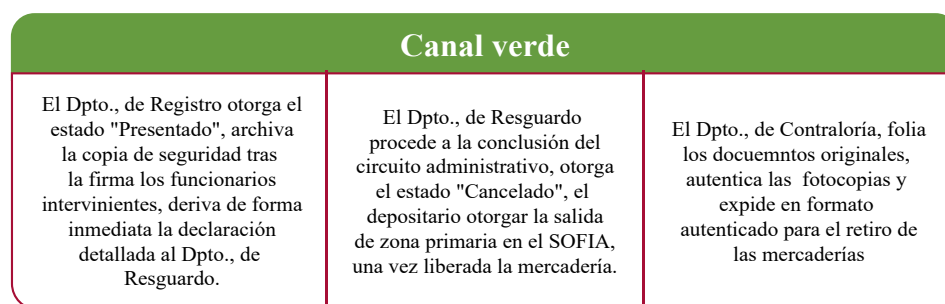 Canal verde
El Dpto., de Registro otorga el
estado "Presentado", archiva
la copia de seguridad tras
la firma los funcionarios
intervinientes, deriva de forma
inmediata la declaración
detallada al Dpto., de
Resguardo.
El Dpto., de Resguardo
procede a la conclusión del
circuito administrativo, otorga
el estado "Cancelado", el
depositario otorgar la salida
de zona primaria en el SOFIA,
una vez liberada la mercadería.
El Dpto., de Contraloría, folia
los docuemntos originales,
autentica las fotocopias y
expide en formato
autenticado para el retiro de
las mercaderías